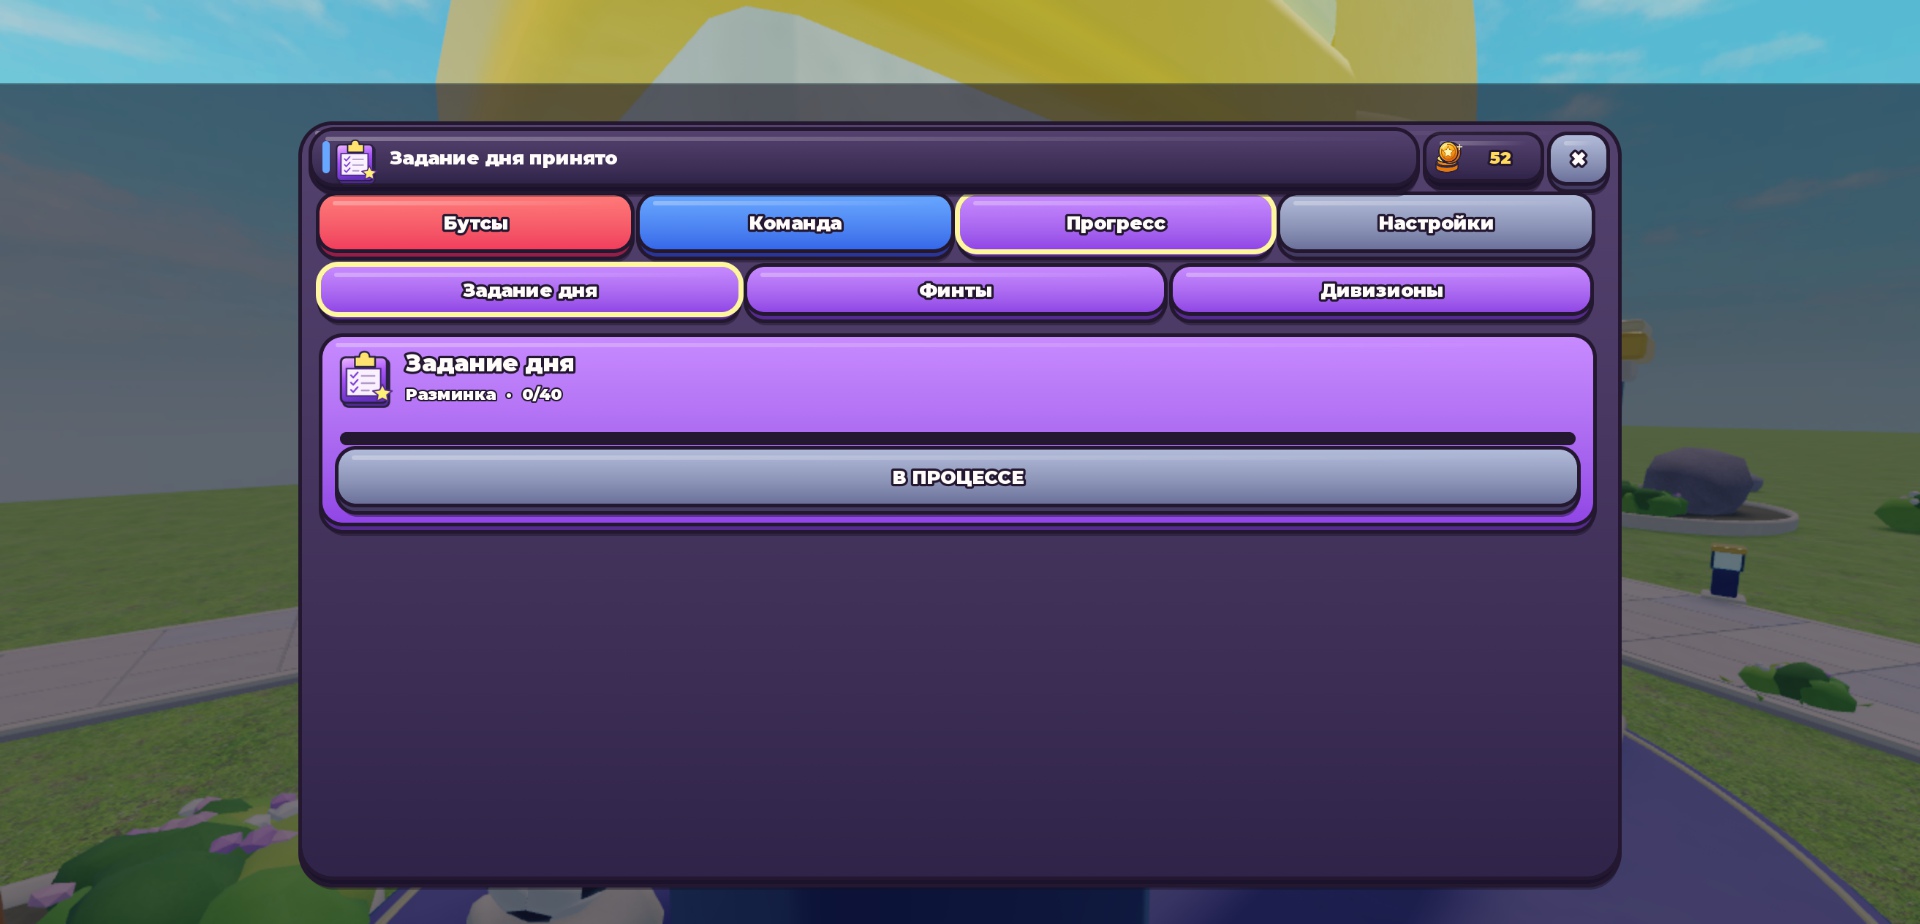 Задание дня принято
52
Бутсы
Команда
Прогресс
Настройки
Задание дня
Финты
Дивизионы
Задание дня
Разминка • 0/40
В ПРОЦЕССЕ